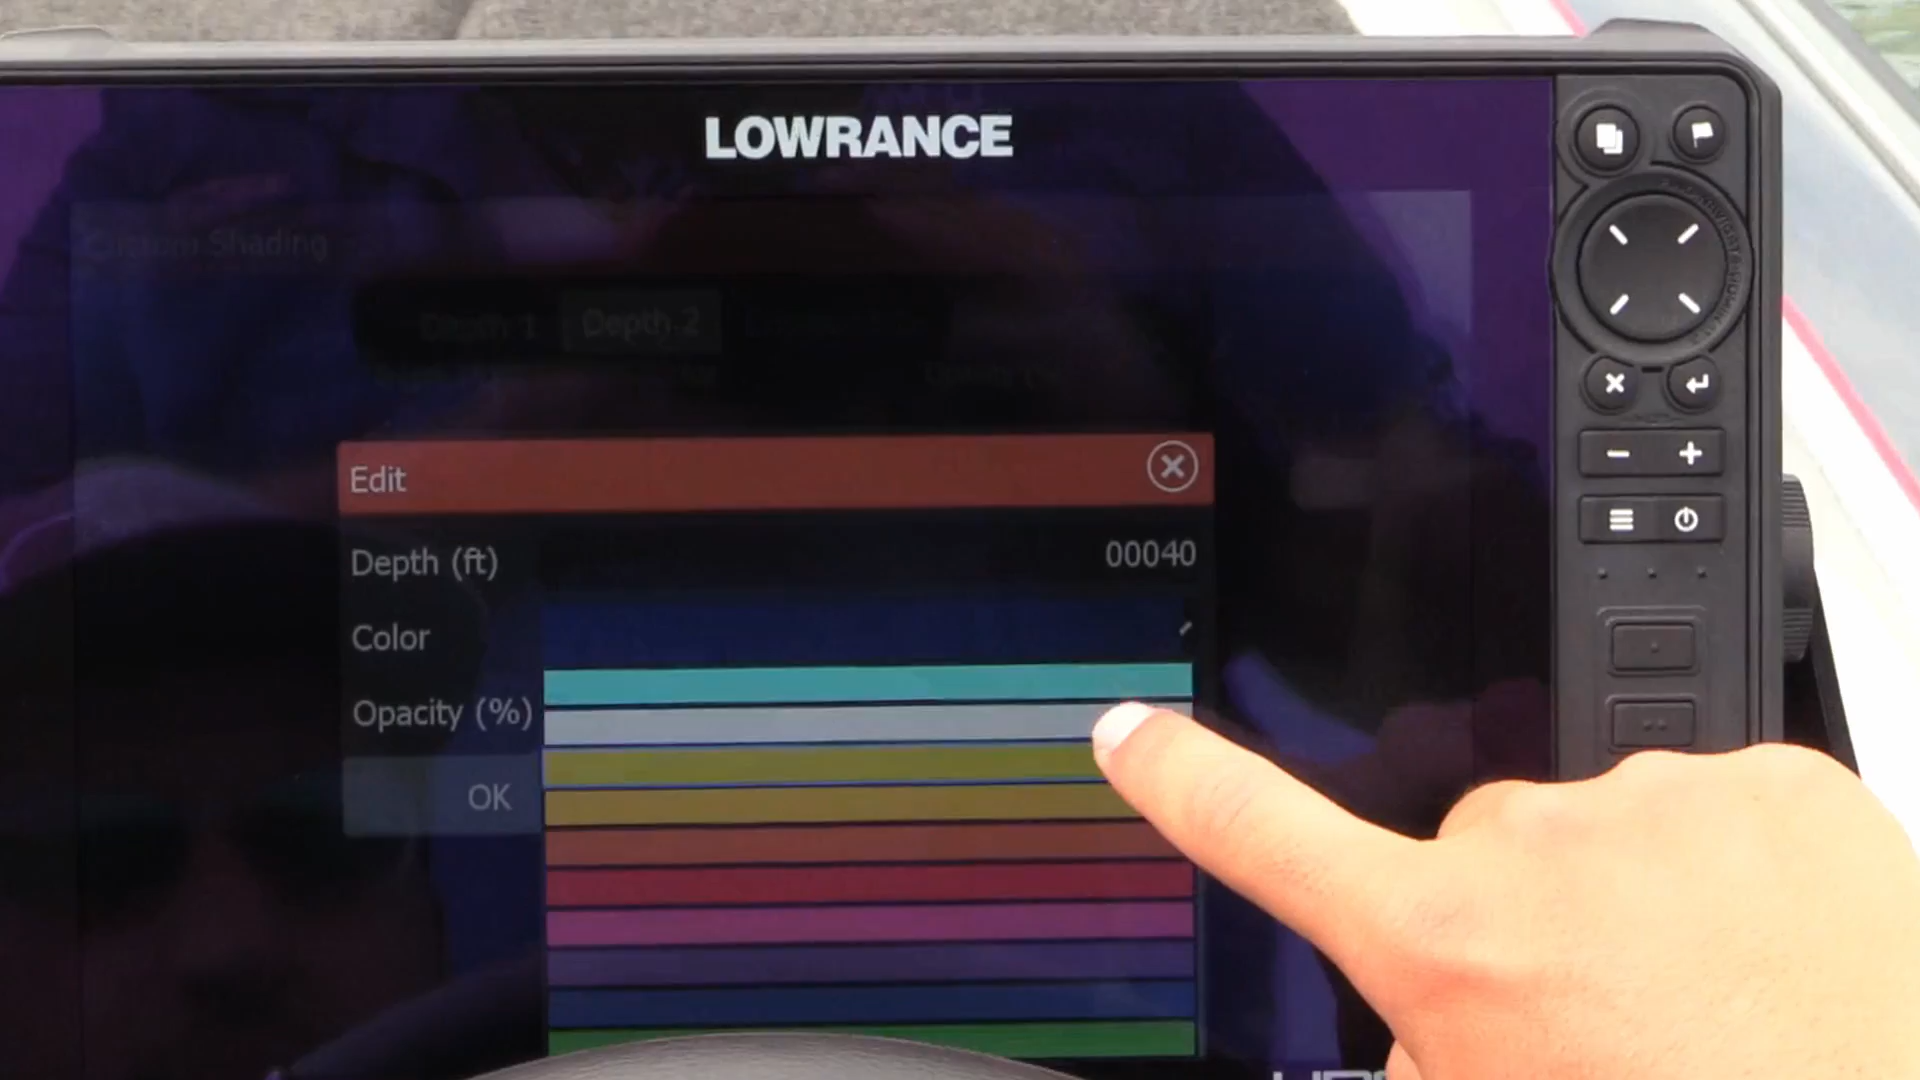 LOWRANCE
Custom Shading
Depth 1 Depth 2
Edit
Depth (ft) 00040
Color
Opacity (%)
OK